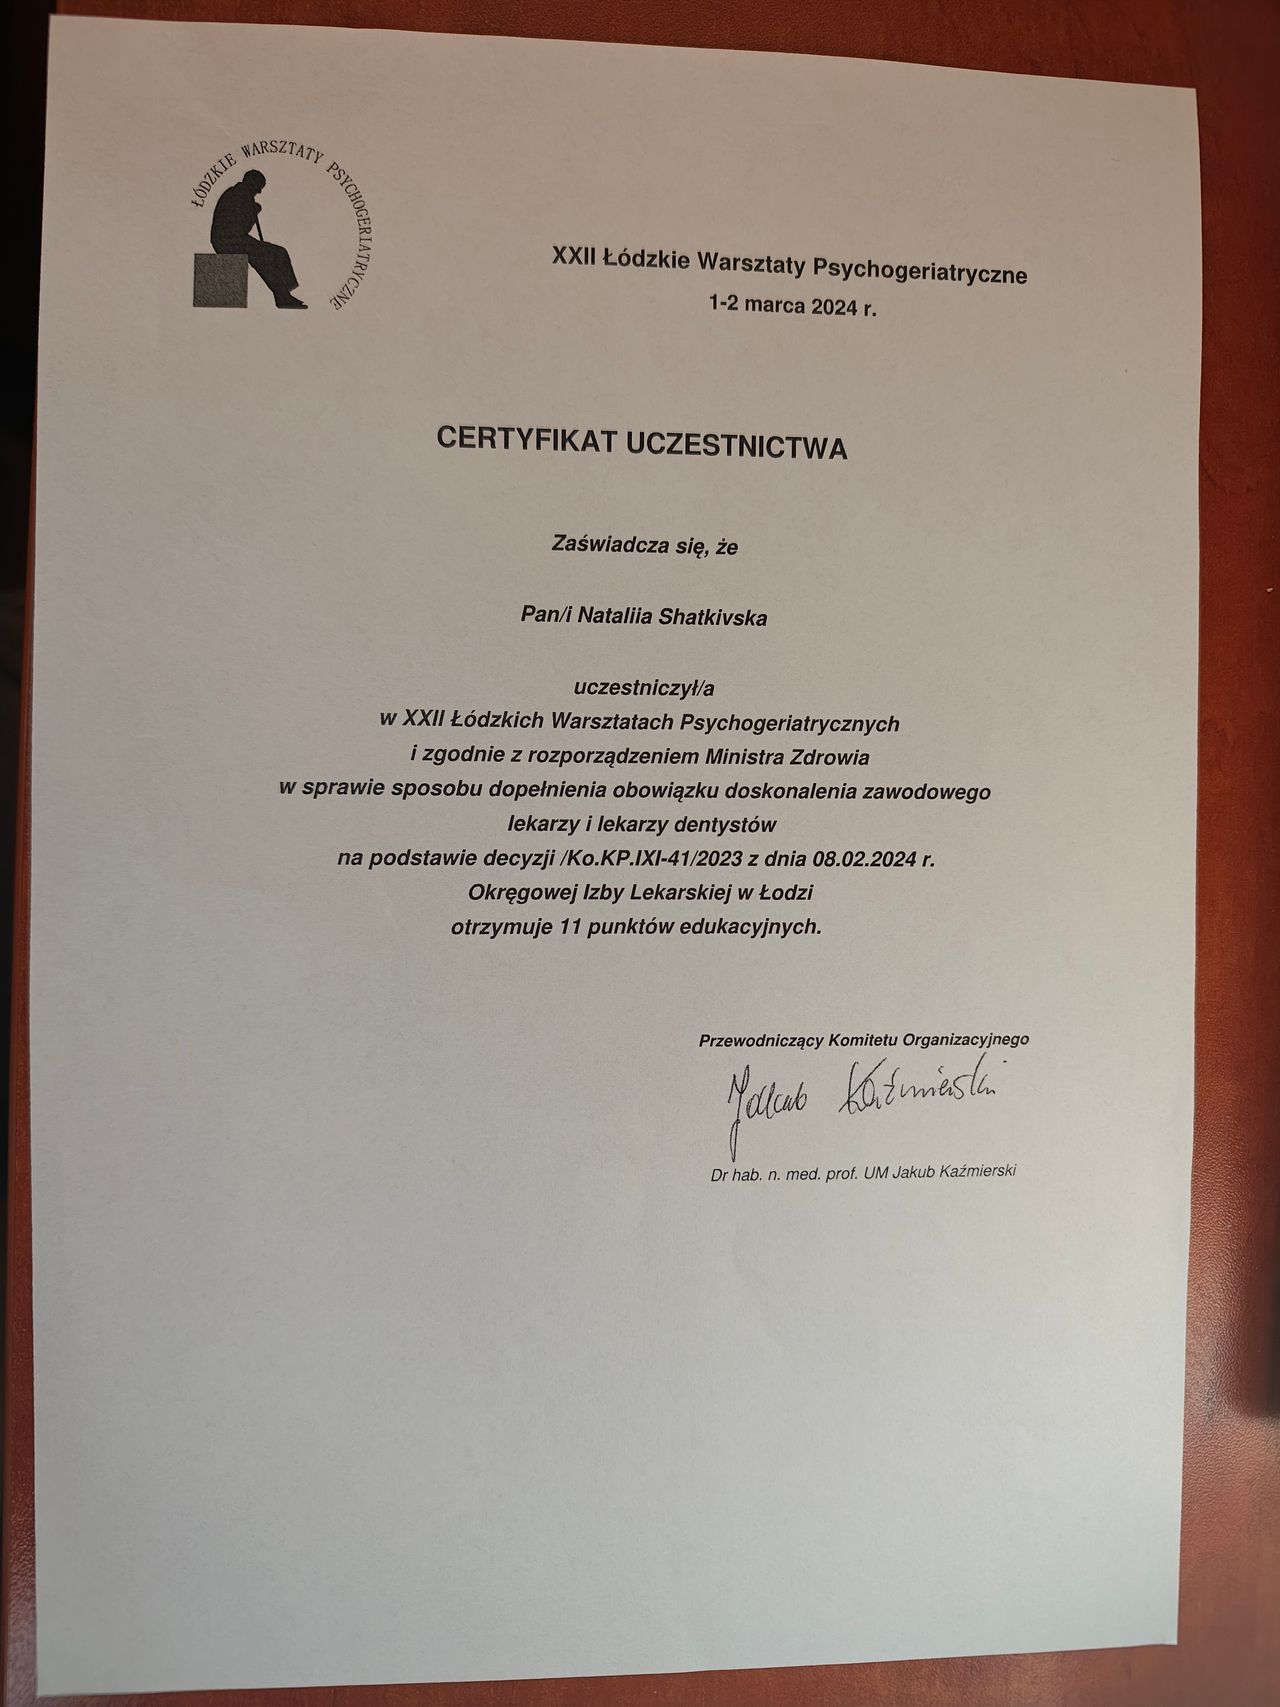 ŁÓDZKIE WARSZTATY PSYCHOGERIATRYCZNE
XXII Łódzkie Warsztaty Psychogeriatryczne
1-2 marca 2024 r.
CERTYFIKAT UCZESTNICTWA
Zaświadcza się, że
Pan/i Nataliia Shatkivska
uczestniczył/a
w XXII Łódzkich Warsztatach Psychogeriatrycznych
i zgodnie z rozporządzeniem Ministra Zdrowia
w sprawie sposobu dopełnienia obowiązku doskonalenia zawodowego
lekarzy i lekarzy dentystów
na podstawie decyzji /Ko.KP.IXI-41/2023 z dnia 08.02.2024 r.
Okręgowej Izby Lekarskiej w Łodzi
otrzymuje 11 punktów edukacyjnych.
Przewodniczący Komitetu Organizacyjnego
Jakub Kaźmierski
Dr hab. n. med. prof. UM Jakub Kaźmierski